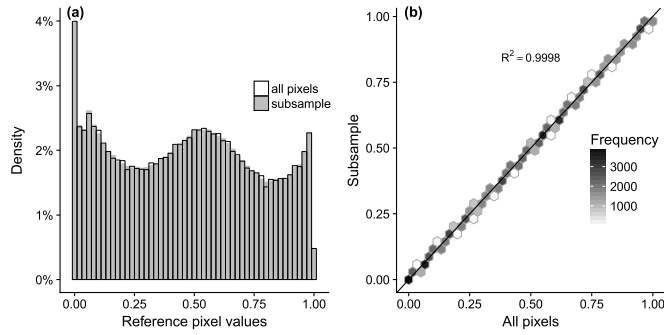 (a)
4%
3%
2%
1%
0%
Density
0.00 0.25 0.50 0.75 1.00
Reference pixel values
all pixels
subsample
(b)
1.00
0.75
0.50
0.25
0.00
Subsample
R² = 0.9998
Frequency
3000
2000
1000
0.00 0.25 0.50 0.75 1.00
All pixels